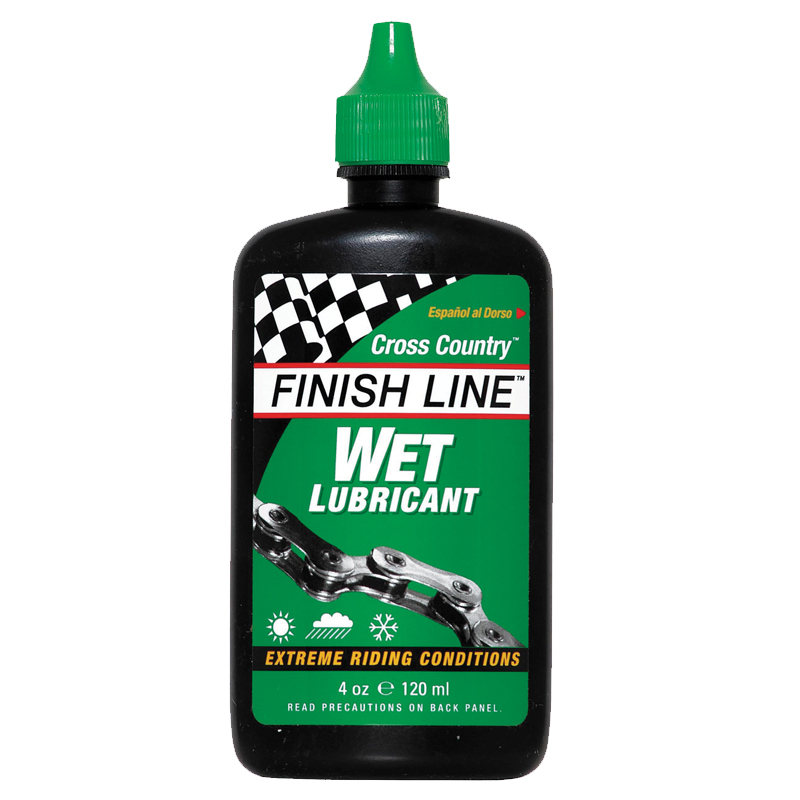 Español al Dorso
Cross Country™
FINISH LINE™
WET
LUBRICANT
EXTREME RIDING CONDITIONS
4 oz ℮ 120 ml
READ PRECAUTIONS ON BACK PANEL.